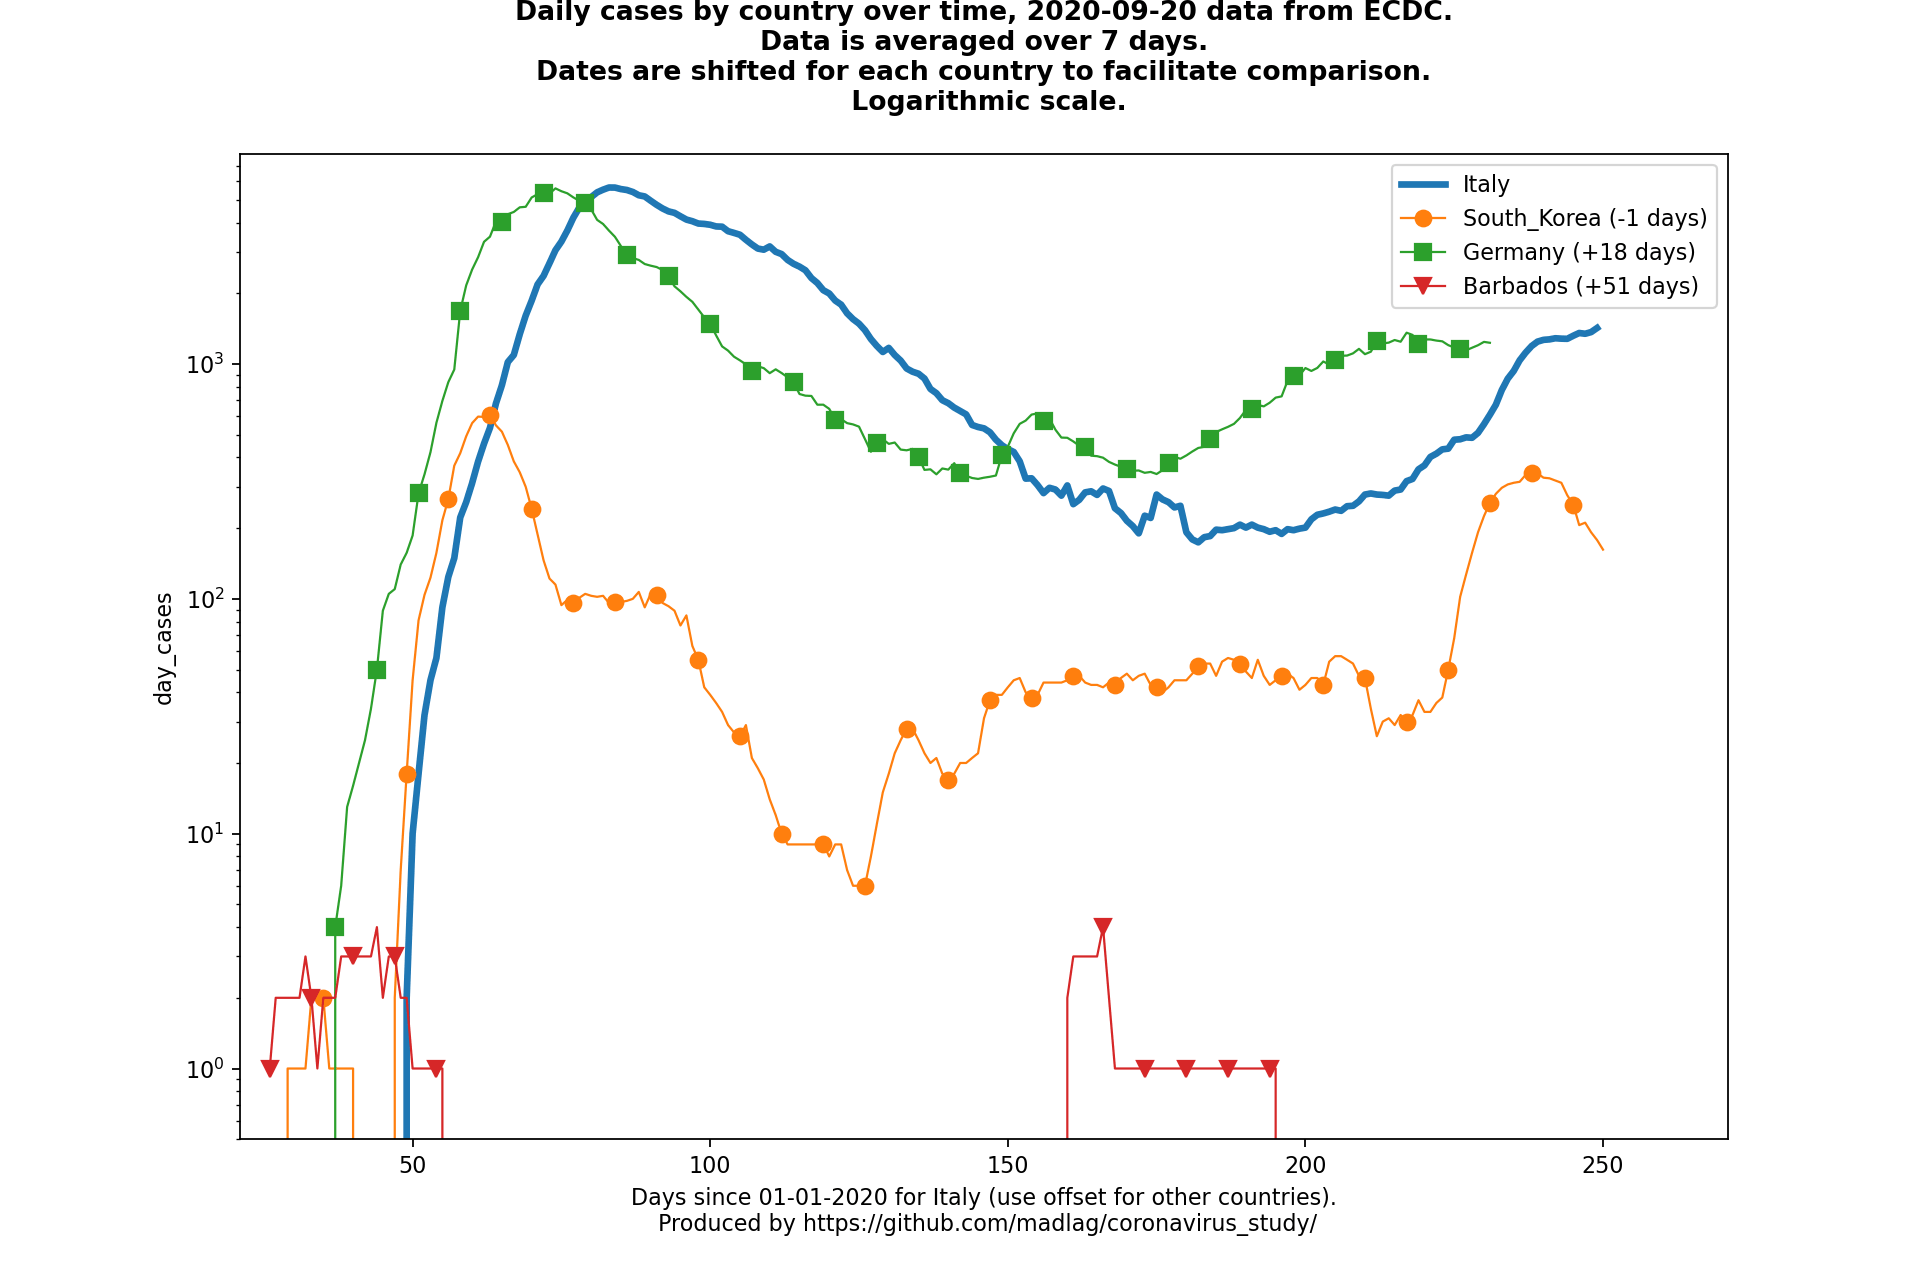 Daily cases by country over time, 2020-09-20 data from ECDC.
Data is averaged over 7 days.
Dates are shifted for each country to facilitate comparison.
Logarithmic scale.
Italy
South_Korea (-1 days)
Germany (+18 days)
Barbados (+51 days)
day_cases
10³
10²
10¹
10⁰
50 100 150 200 250
Days since 01-01-2020 for Italy (use offset for other countries).
Produced by https://github.com/madlag/coronavirus_study/